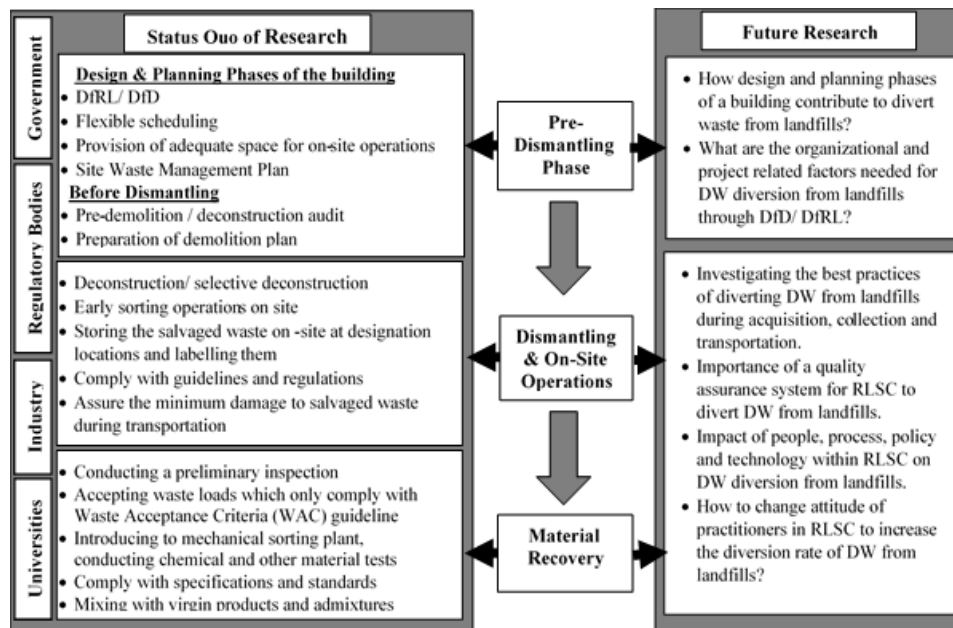 Status Quo of Research
Government
Regulatory Bodies
Industry
Universities
Design & Planning Phases of the building
• DfRL/ DfD
• Flexible scheduling
• Provision of adequate space for on-site operations
• Site Waste Management Plan
Before Dismantling
• Pre-demolition / deconstruction audit
• Preparation of demolition plan
• Deconstruction/ selective deconstruction
• Early sorting operations on site
• Storing the salvaged waste on -site at designation
locations and labelling them
• Comply with guidelines and regulations
• Assure the minimum damage to salvaged waste
during transportation
• Conducting a preliminary inspection
• Accepting waste loads which only comply with
Waste Acceptance Criteria (WAC) guideline
• Introducing to mechanical sorting plant,
conducting chemical and other material tests
• Comply with specifications and standards
• Mixing with virgin products and admixtures
Pre-
Dismantling
Phase
Dismantling
& On-Site
Operations
Material
Recovery
Future Research
• How design and planning phases
of a building contribute to divert
waste from landfills?
• What are the organizational and
project related factors needed for
DW diversion from landfills
through DfD/ DfRL?
• Investigating the best practices
of diverting DW from landfills
during acquisition, collection and
transportation.
• Importance of a quality
assurance system for RLSC to
divert DW from landfills.
• Impact of people, process, policy
and technology within RLSC on
DW diversion from landfills.
• How to change attitude of
practitioners in RLSC to increase
the diversion rate of DW from
landfills?